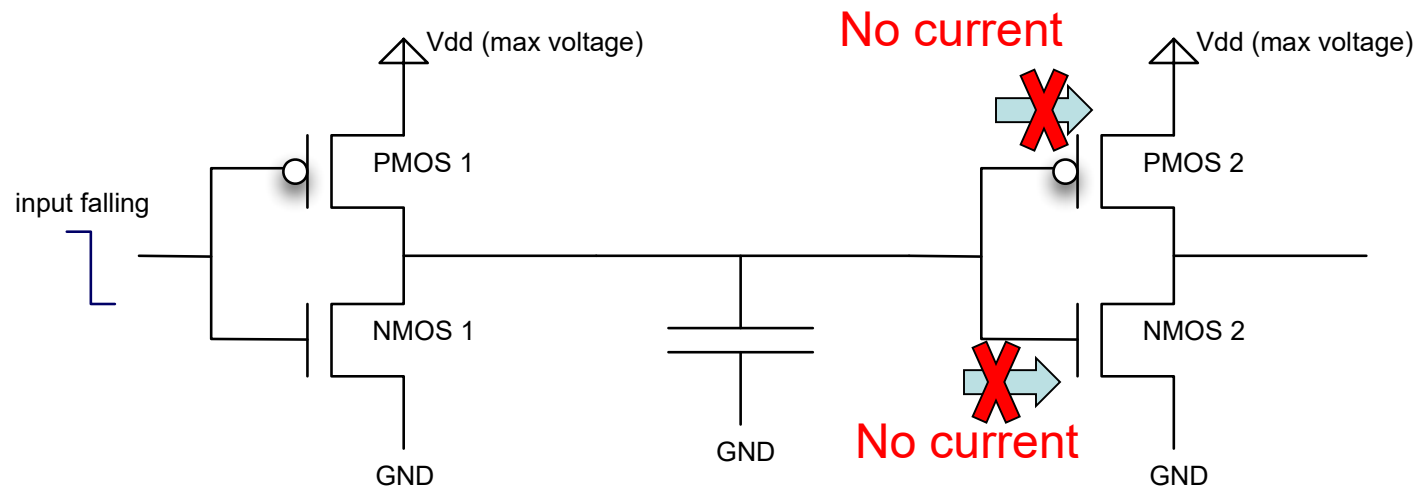 No current
Vdd (max voltage)
Vdd (max voltage)
PMOS 1
PMOS 2
input falling
NMOS 1
NMOS 2
No current
GND
GND
GND